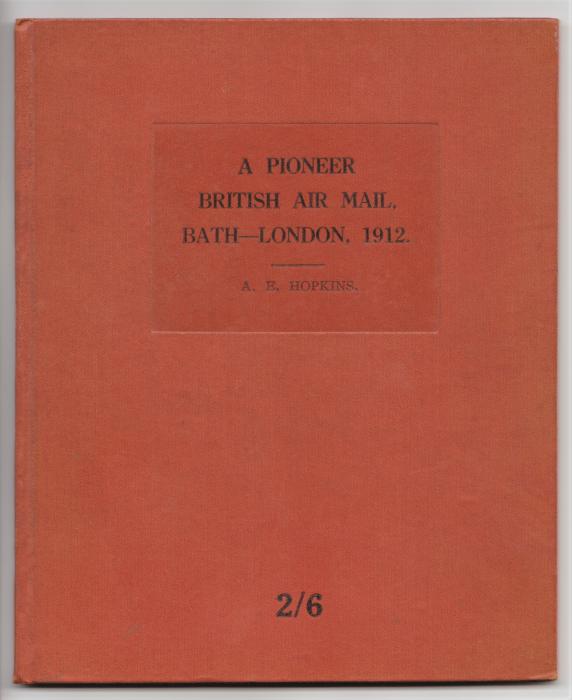 A PIONEER
BRITISH AIR MAIL,
BATH—LONDON, 1912.
A. E. HOPKINS.
2/6